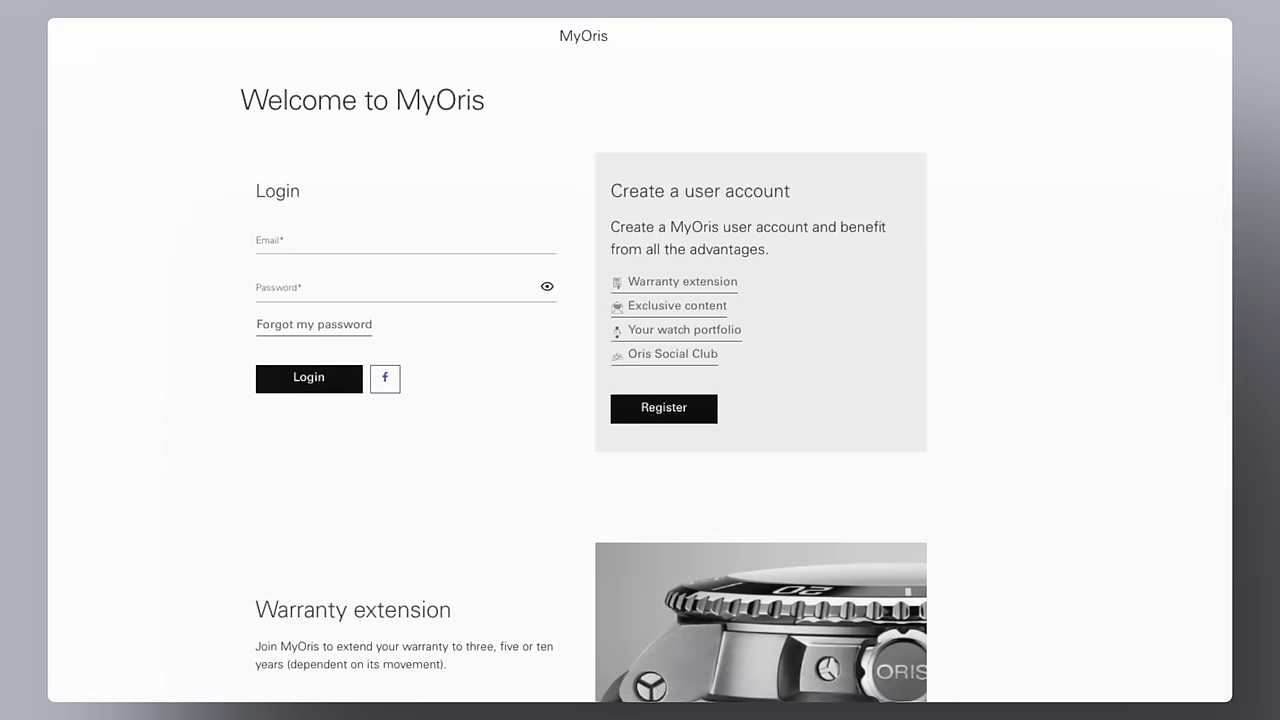 MyOris
Welcome to MyOris
Login
Email*
Password*
Forgot my password
Login
f
Create a user account
Create a MyOris user account and benefit
from all the advantages.
Warranty extension
Exclusive content
Your watch portfolio
Oris Social Club
Register
Warranty extension
Join MyOris to extend your warranty to three, five or ten
years (dependent on its movement).
20
ORIS